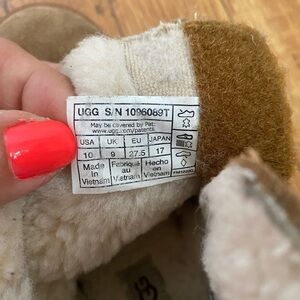 UGG S/N 1096089T
May be covered by Pat.
www.ugg.com/patents
USA UK EU JAPAN
10 9 27.5 17
Made in Vietnam Fabriqué au Vietnam Hecho en Vietnam